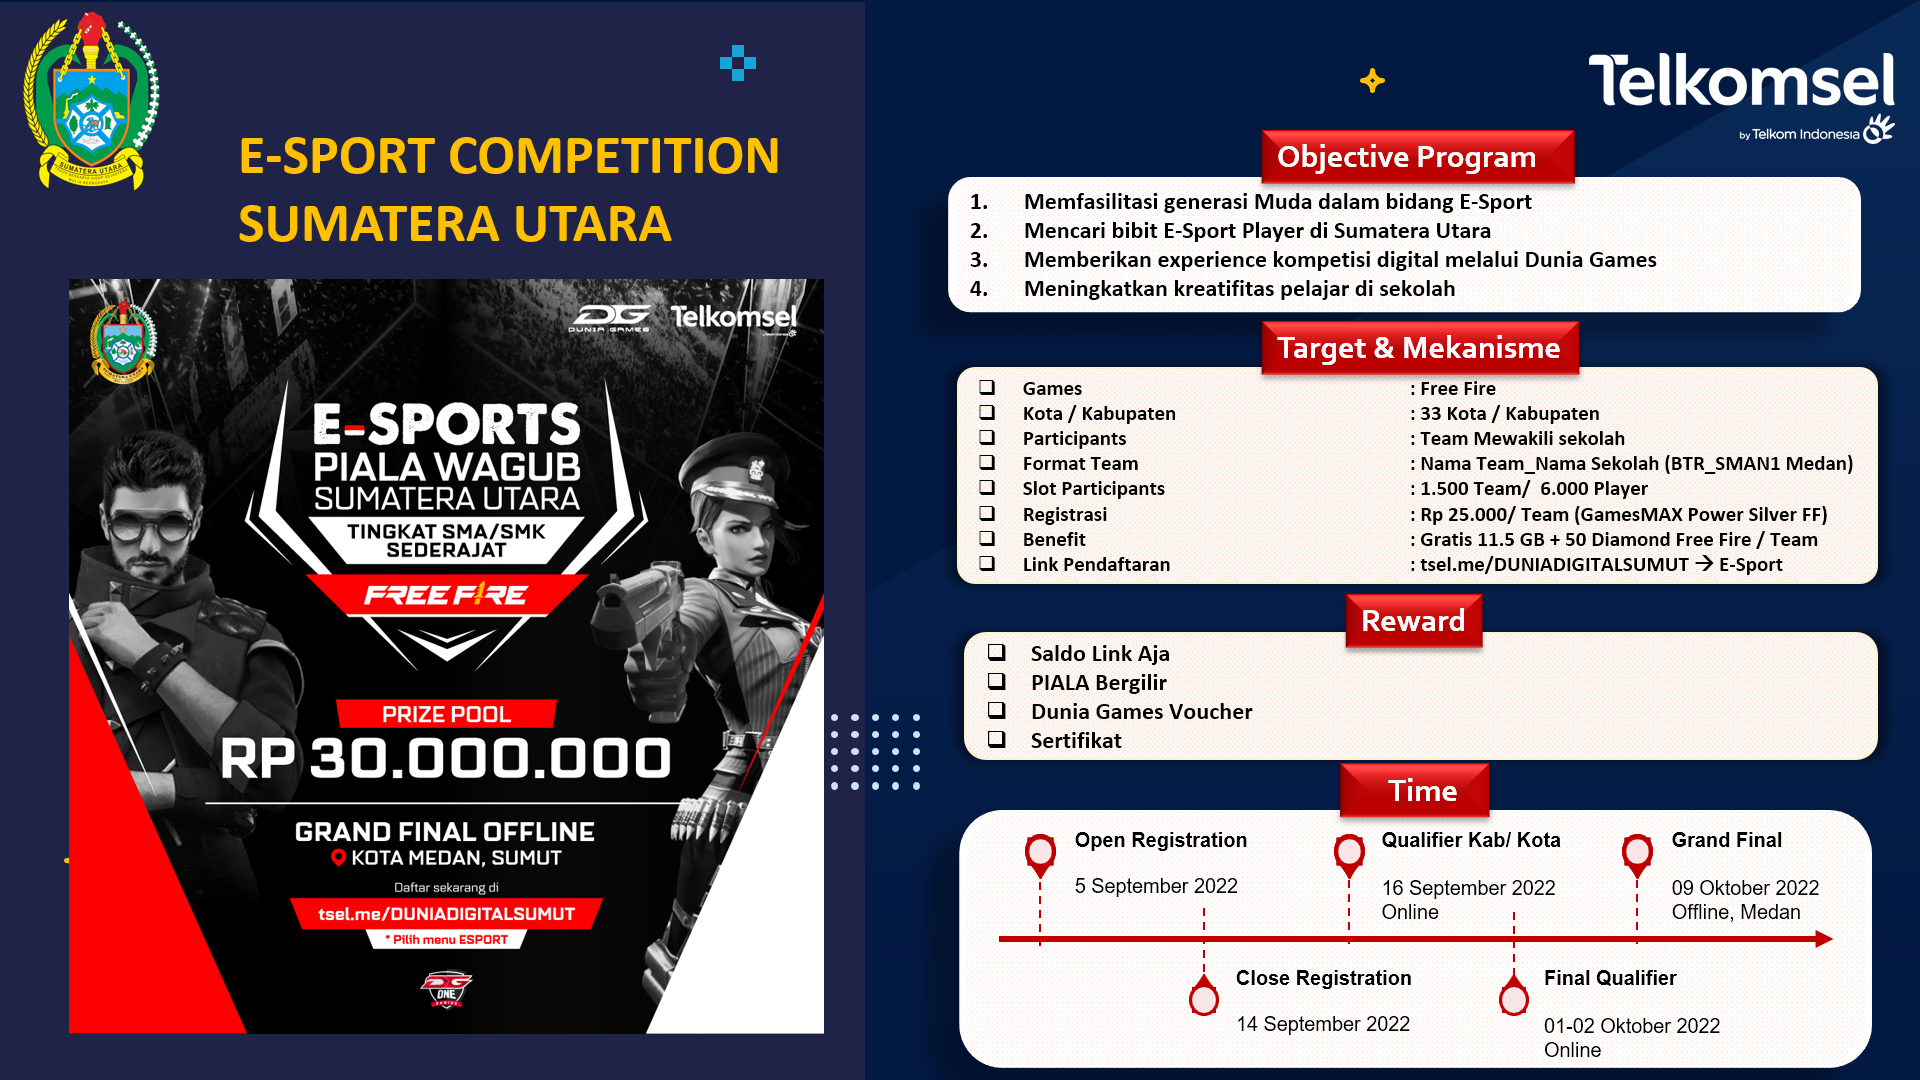 SUMATERA UTARA
E-SPORT COMPETITION
SUMATERA UTARA
DG
DUNIA GAMES
Telkomsel
E-SPORTS
PIALA WAGUB
SUMATERA UTARA
TINGKAT SMA/SMK
SEDERAJAT
FREE FIRE
PRIZE POOL
RP 30.000.000
GRAND FINAL OFFLINE
KOTA MEDAN, SUMUT
Daftar sekarang di
tsel.me/DUNIADIGITALSUMUT
* Pilih menu ESPORT
DG
ONE
Telkomsel
by Telkom Indonesia
Objective Program
1. Memfasilitasi generasi Muda dalam bidang E-Sport
2. Mencari bibit E-Sport Player di Sumatera Utara
3. Memberikan experience kompetisi digital melalui Dunia Games
4. Meningkatkan kreatifitas pelajar di sekolah
Target & Mekanisme
❑ Games : Free Fire
❑ Kota / Kabupaten : 33 Kota / Kabupaten
❑ Participants : Team Mewakili sekolah
❑ Format Team : Nama Team_Nama Sekolah (BTR_SMAN1 Medan)
❑ Slot Participants : 1.500 Team/ 6.000 Player
❑ Registrasi : Rp 25.000/ Team (GamesMAX Power Silver FF)
❑ Benefit : Gratis 11.5 GB + 50 Diamond Free Fire / Team
❑ Link Pendaftaran : tsel.me/DUNIADIGITALSUMUT → E-Sport
Reward
❑ Saldo Link Aja
❑ PIALA Bergilir
❑ Dunia Games Voucher
❑ Sertifikat
Time
Open Registration
5 September 2022
Qualifier Kab/ Kota
16 September 2022
Online
Grand Final
09 Oktober 2022
Offline, Medan
Close Registration
14 September 2022
Final Qualifier
01-02 Oktober 2022
Online